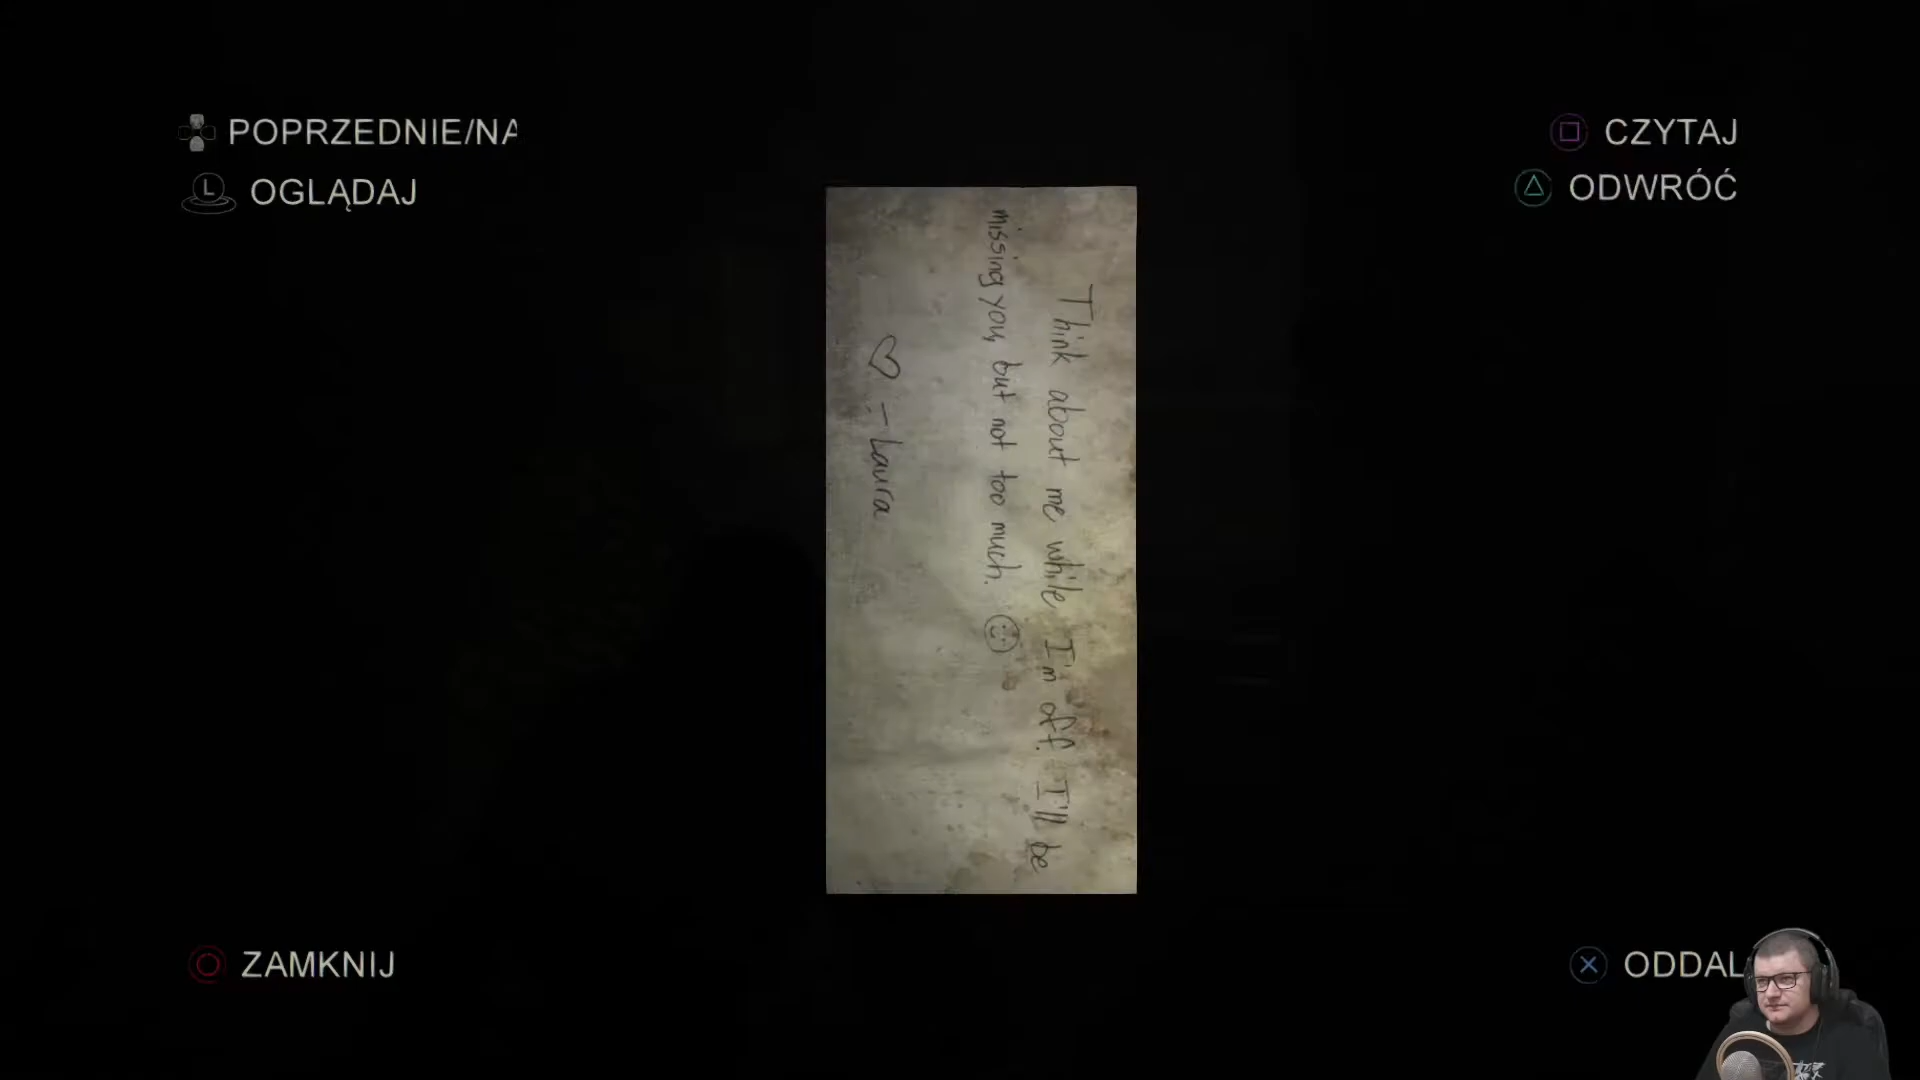 POPRZEDNIE/NA
OGLĄDAJ
CZYTAJ
ODWRÓĆ
Think about me while I'm off. I'll be
missing you, but not too much.
- Laura
ZAMKNIJ
ODDAL